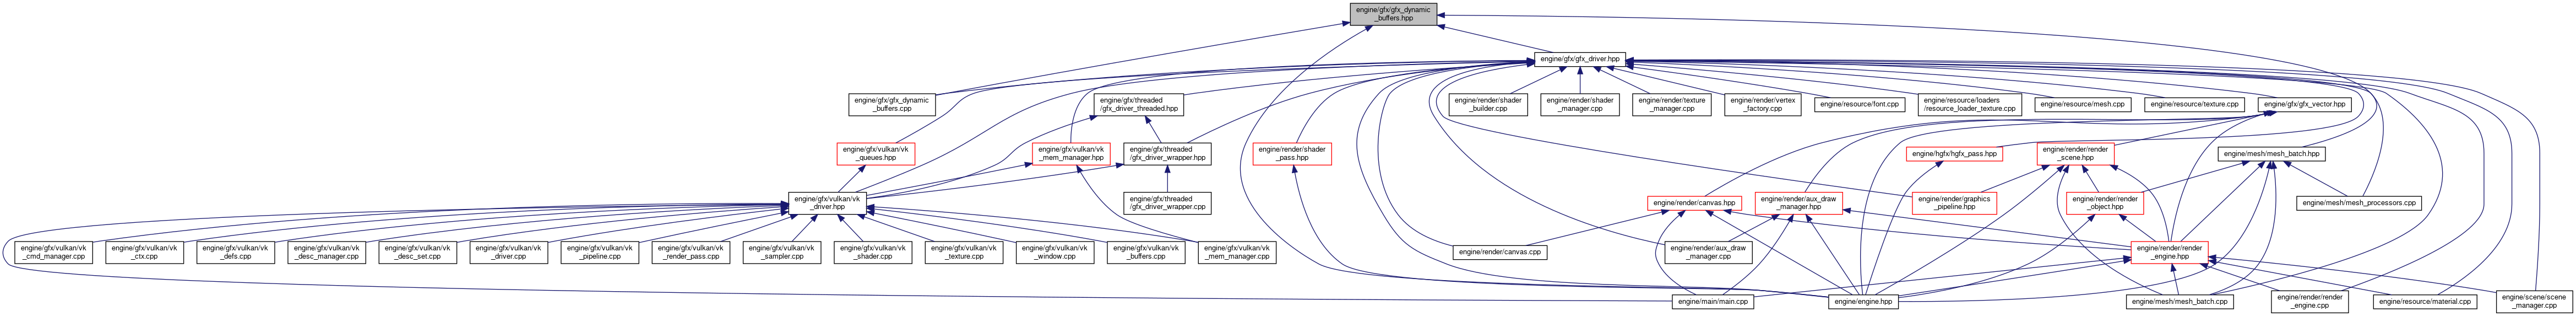 engine/gfx/gfx_dynamic
_buffers.hpp
engine/gfx/gfx_driver.hpp
engine/gfx/gfx_dynamic
_buffers.cpp
engine/gfx/threaded
/gfx_driver_threaded.hpp
engine/render/shader
_builder.cpp
engine/render/shader
_manager.cpp
engine/render/texture
_manager.cpp
engine/render/vertex
_factory.cpp
engine/resource/font.cpp
engine/resource/loaders
/resource_loader_texture.cpp
engine/resource/mesh.cpp
engine/resource/texture.cpp
engine/gfx/gfx_vector.hpp
engine/gfx/vulkan/vk
_queues.hpp
engine/gfx/vulkan/vk
_mem_manager.hpp
engine/gfx/threaded
/gfx_driver_wrapper.hpp
engine/render/shader
_pass.hpp
engine/hgfx/hgfx_pass.hpp
engine/render/render
_scene.hpp
engine/mesh/mesh_batch.hpp
engine/gfx/vulkan/vk
_driver.hpp
engine/gfx/threaded
/gfx_driver_wrapper.cpp
engine/render/canvas.hpp
engine/render/aux_draw
_manager.hpp
engine/render/graphics
_pipeline.hpp
engine/render/render
_object.hpp
engine/mesh/mesh_processors.cpp
engine/gfx/vulkan/vk
_cmd_manager.cpp
engine/gfx/vulkan/vk
_ctx.cpp
engine/gfx/vulkan/vk
_defs.cpp
engine/gfx/vulkan/vk
_desc_manager.cpp
engine/gfx/vulkan/vk
_desc_set.cpp
engine/gfx/vulkan/vk
_driver.cpp
engine/gfx/vulkan/vk
_pipeline.cpp
engine/gfx/vulkan/vk
_render_pass.cpp
engine/gfx/vulkan/vk
_sampler.cpp
engine/gfx/vulkan/vk
_shader.cpp
engine/gfx/vulkan/vk
_texture.cpp
engine/gfx/vulkan/vk
_window.cpp
engine/gfx/vulkan/vk
_buffers.cpp
engine/gfx/vulkan/vk
_mem_manager.cpp
engine/render/canvas.cpp
engine/render/aux_draw
_manager.cpp
engine/render/render
_engine.hpp
engine/main/main.cpp
engine/engine.hpp
engine/mesh/mesh_batch.cpp
engine/render/render
_engine.cpp
engine/resource/material.cpp
engine/scene/scene
_manager.cpp